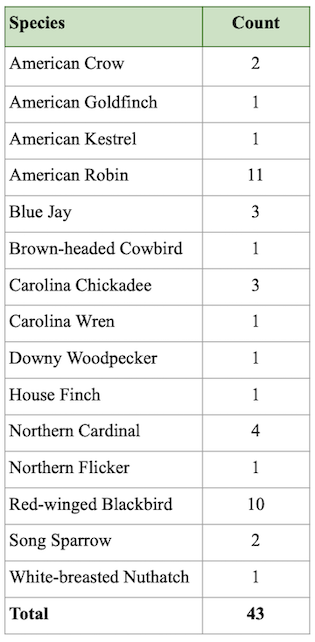 Species Count
American Crow 2
American Goldfinch 1
American Kestrel 1
American Robin 11
Blue Jay 3
Brown-headed Cowbird 1
Carolina Chickadee 3
Carolina Wren 1
Downy Woodpecker 1
House Finch 1
Northern Cardinal 4
Northern Flicker 1
Red-winged Blackbird 10
Song Sparrow 2
White-breasted Nuthatch 1
Total 43